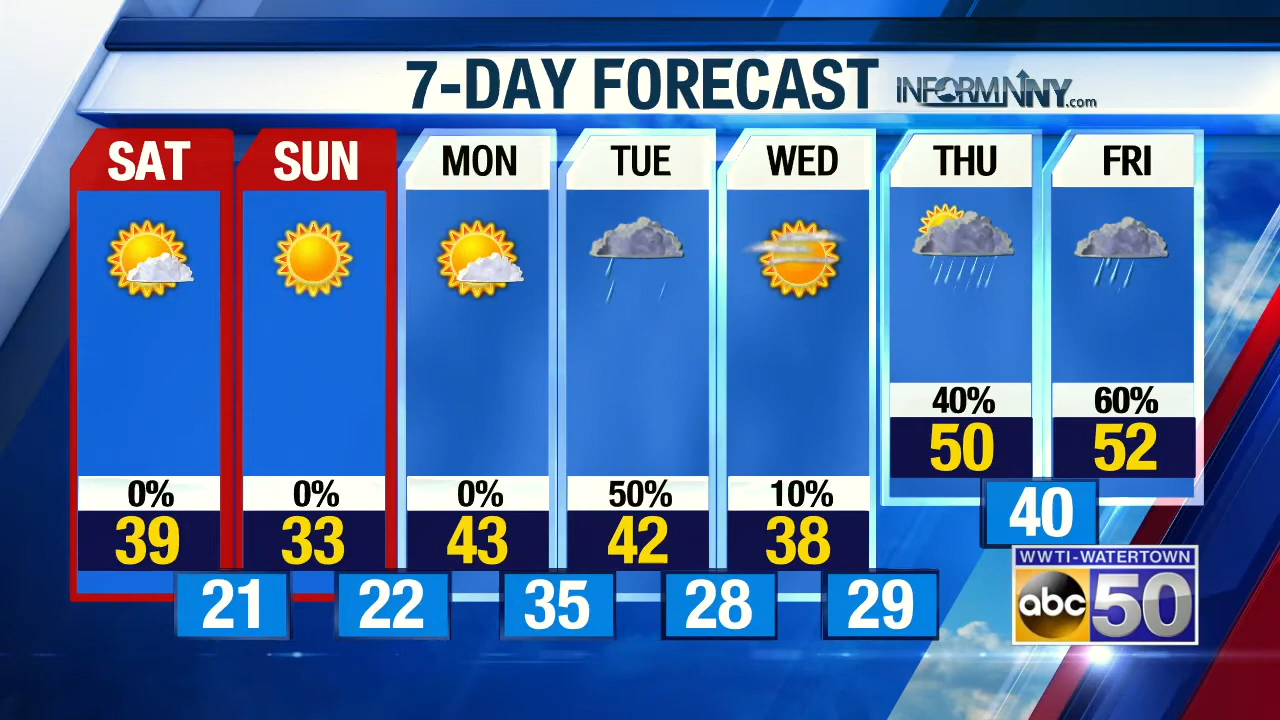 7-DAY FORECAST INFORMNNY.com
SAT SUN MON TUE WED THU FRI
40% 60%
50 52
0% 0% 0% 50% 10%
39 33 43 42 38
40
21 22 35 28 29
WWTI-WATERTOWN
abc 50